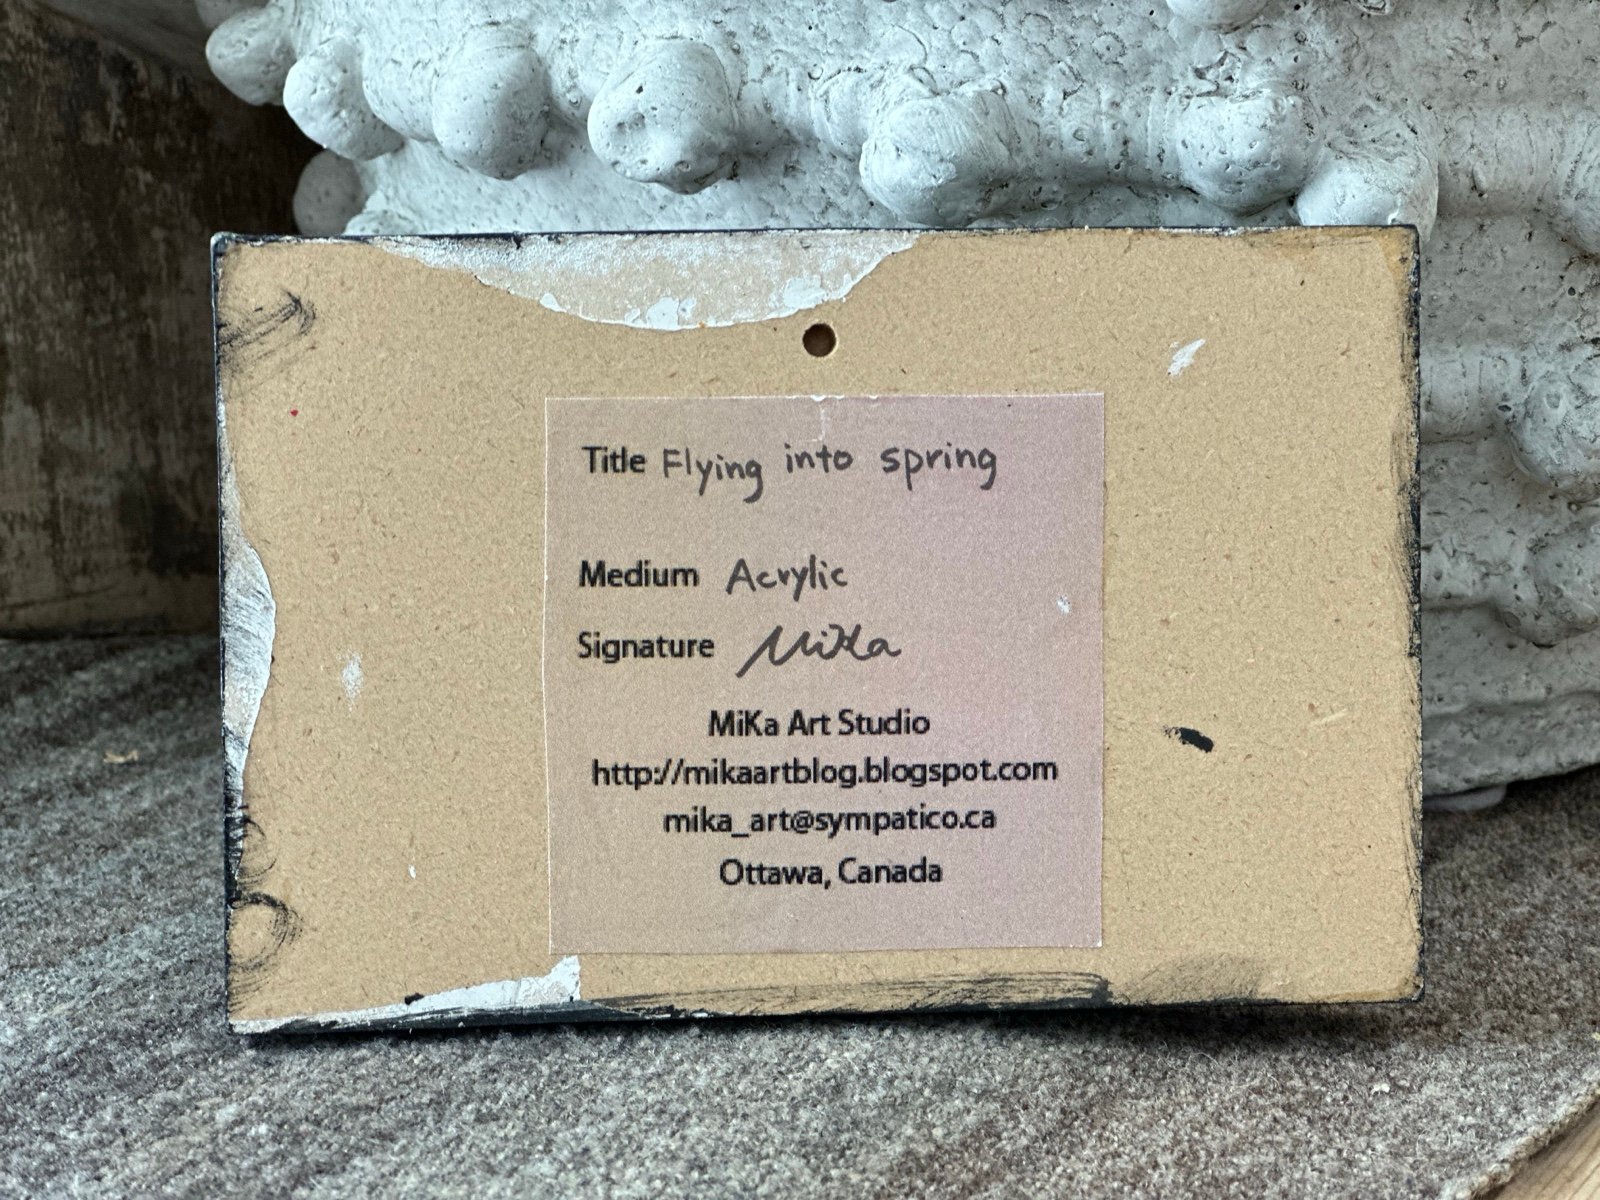 Title Flying into spring
Medium Acrylic
Signature MiKa
MiKa Art Studio
http://mikaartblog.blogspot.com
mika_art@sympatico.ca
Ottawa, Canada